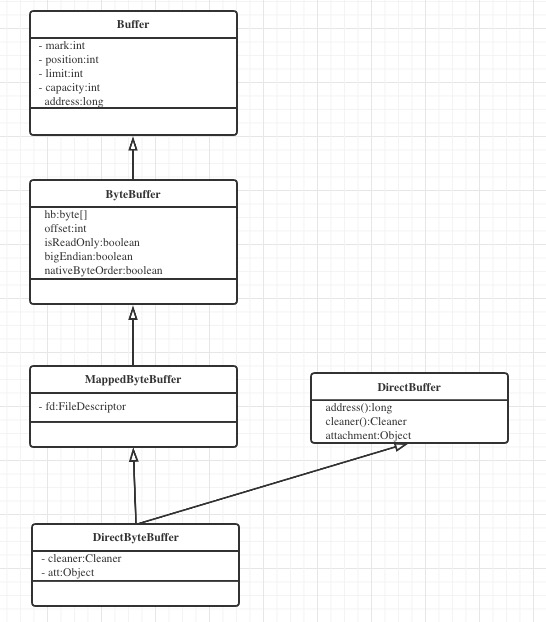 Buffer
- mark:int
- position:int
- limit:int
- capacity:int
address:long
ByteBuffer
hb:byte[]
offset:int
isReadOnly:boolean
bigEndian:boolean
nativeByteOrder:boolean
MappedByteBuffer
- fd:FileDescriptor
DirectBuffer
address():long
cleaner():Cleaner
attachment:Object
DirectByteBuffer
- cleaner:Cleaner
- att:Object